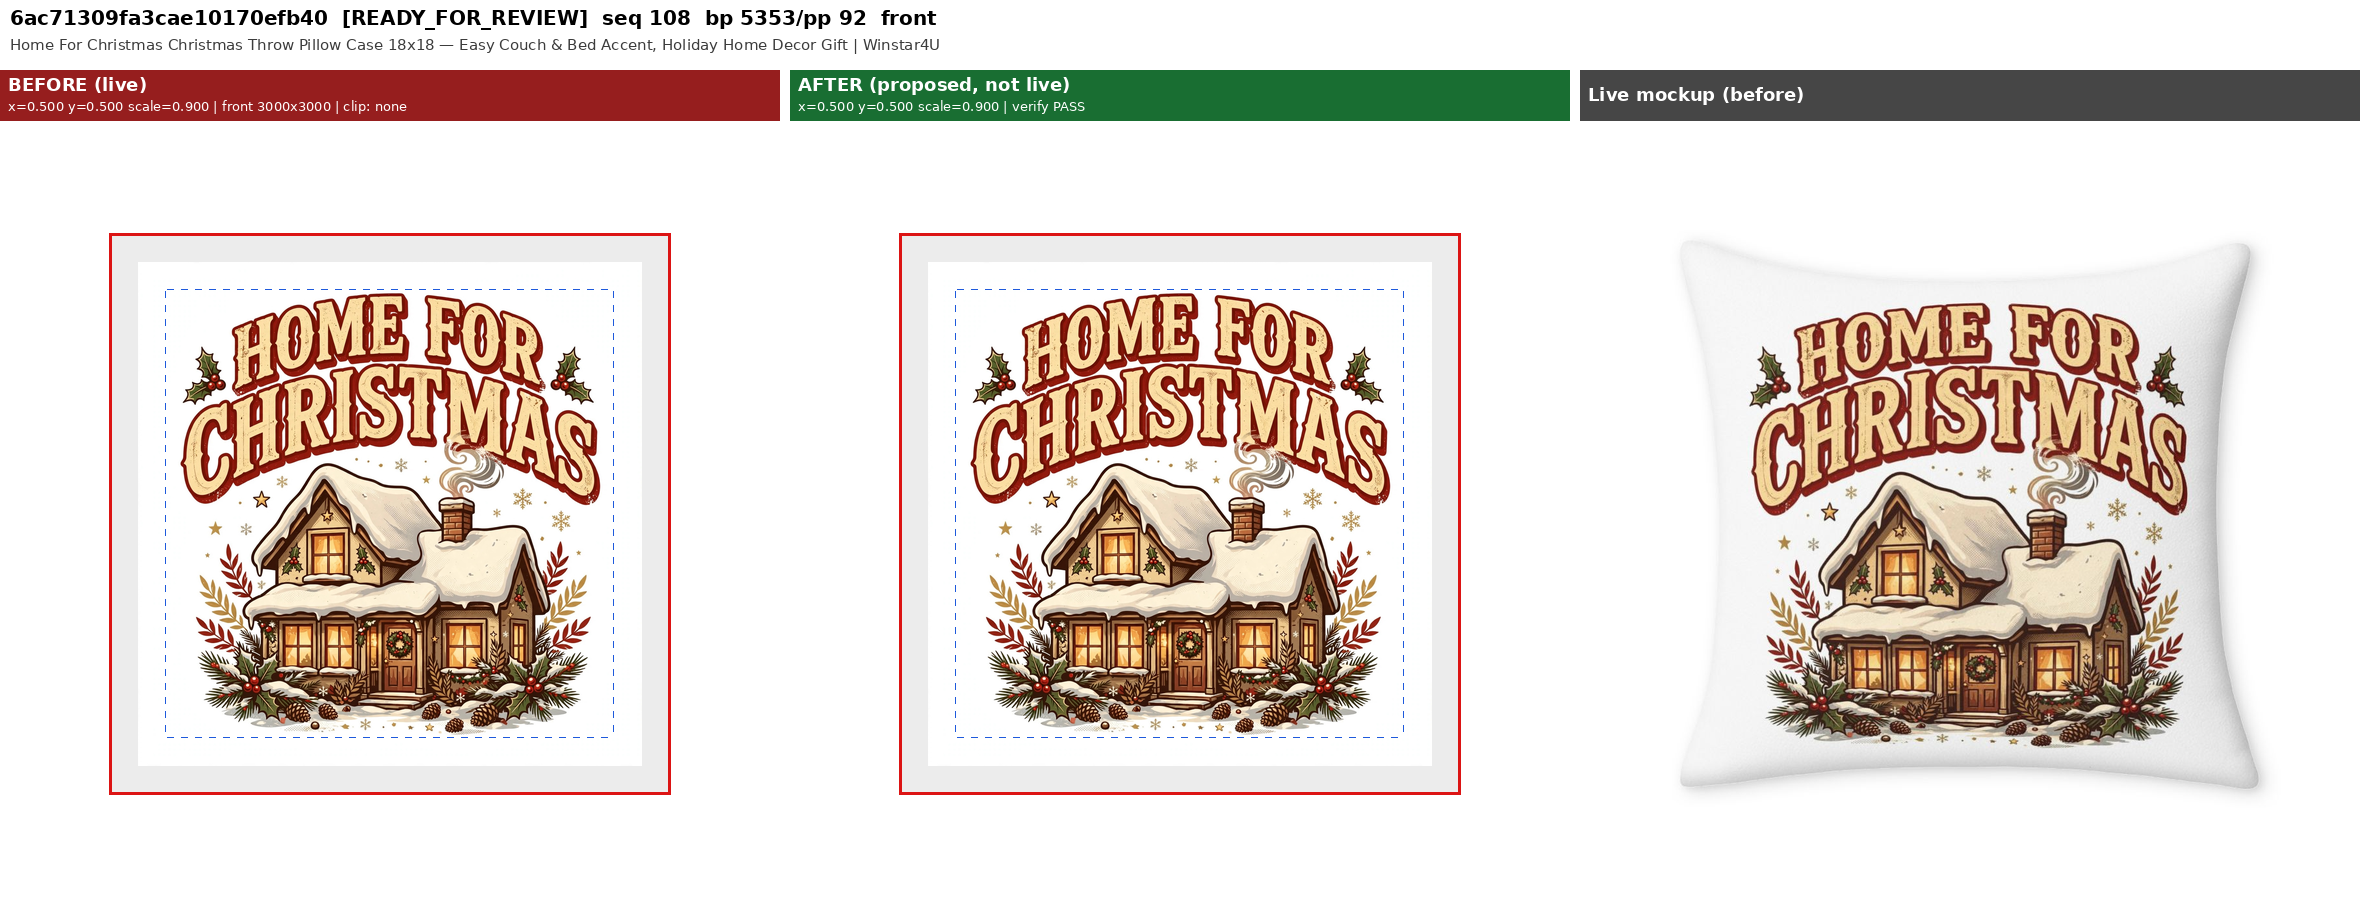 6ac71309fa3cae10170efb40 [READY_FOR_REVIEW] seq 108 bp 5353/pp 92 front
Home For Christmas Christmas Throw Pillow Case 18x18 — Easy Couch & Bed Accent, Holiday Home Decor Gift | Winstar4U
BEFORE (live)
x=0.500 y=0.500 scale=0.900 | front 3000x3000 | clip: none
AFTER (proposed, not live)
x=0.500 y=0.500 scale=0.900 | verify PASS
Live mockup (before)
HOME FOR
CHRISTMAS
HOME FOR
CHRISTMAS
HOME FOR
CHRISTMAS